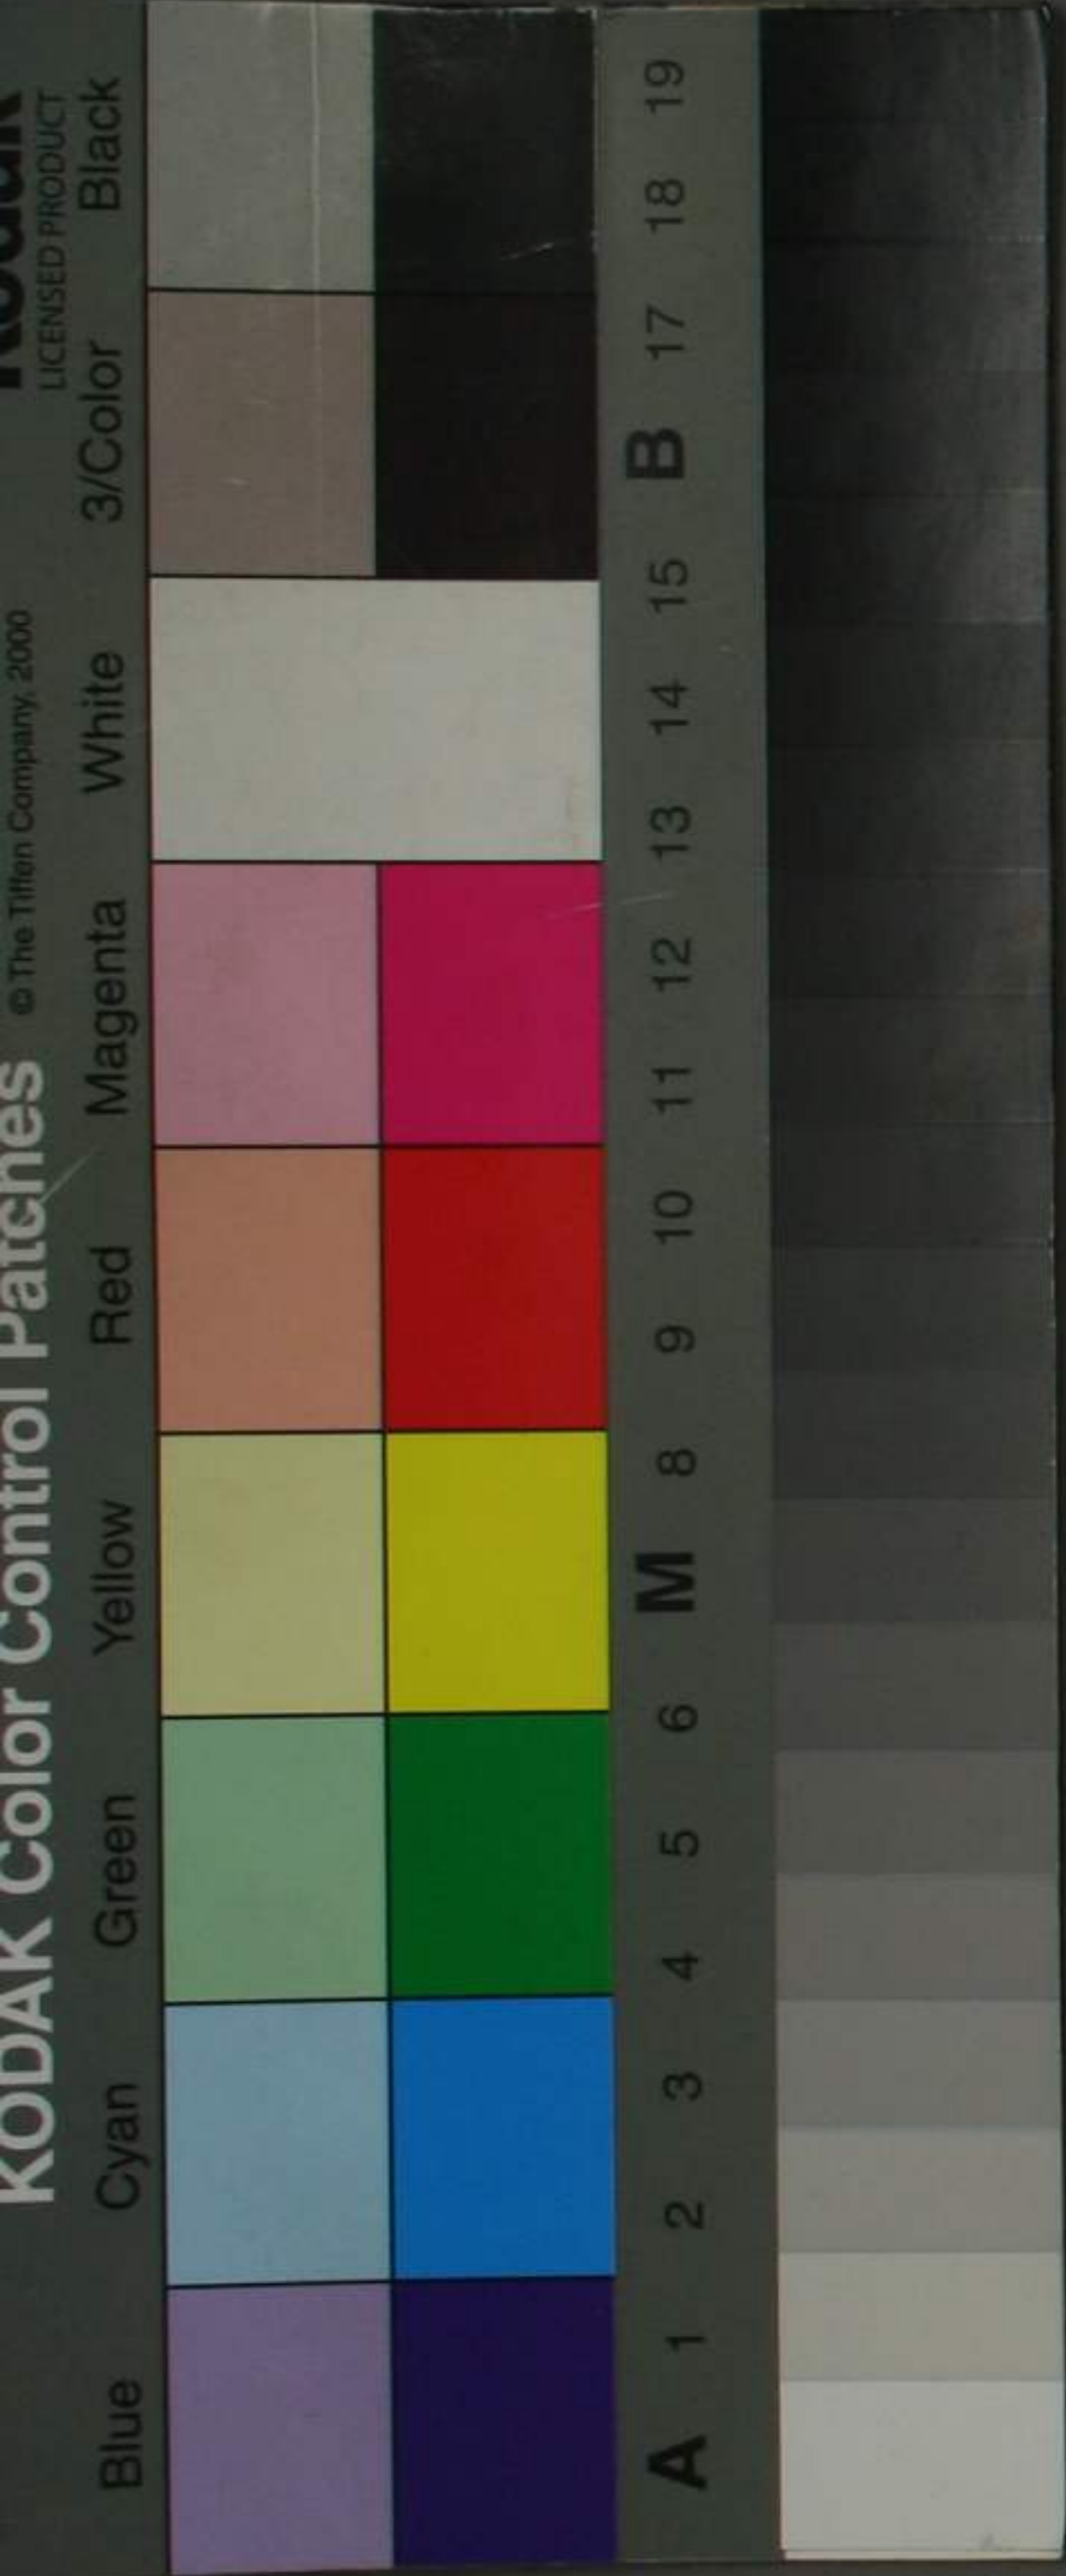 KODAK Color Control Patches © The Tiffen Company, 2000 Kodak
LICENSED PRODUCT
Blue Cyan Green Yellow Red Magenta White 3/Color Black
A 1 2 3 4 5 6 M 8 9 10 11 12 13 14 15 B 17 18 19